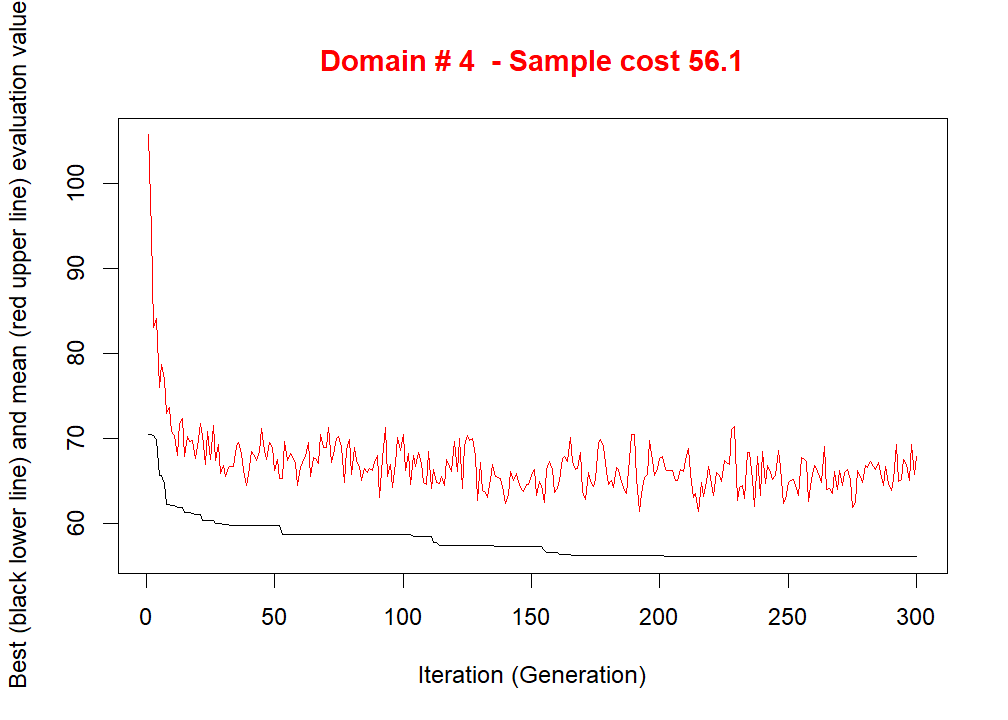 Domain # 4  - Sample cost 56.1
Best (black lower line) and mean (red upper line) evaluation value
100
90
80
70
60
0 50 100 150 200 250 300
Iteration (Generation)